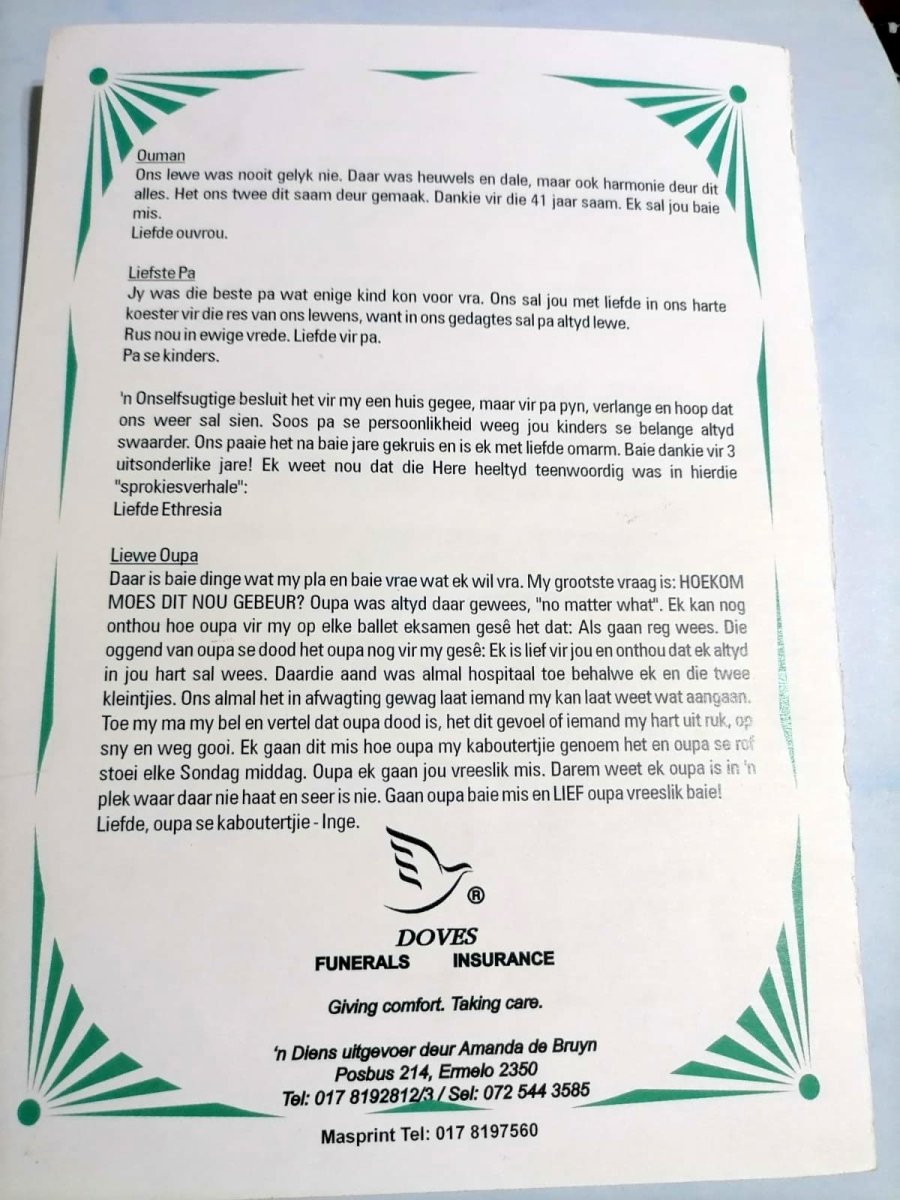 Ouman
Ons lewe was nooit gelyk nie. Daar was heuwels en dale, maar ook harmonie deur dit
alles. Het ons twee dit saam deur gemaak. Dankie vir die 41 jaar saam. Ek sal jou baie
mis.
Liefde ouvrou.
Liefste Pa
Jy was die beste pa wat enige kind kon voor vra. Ons sal jou met liefde in ons harte
koester vir die res van ons lewens, want in ons gedagtes sal pa altyd lewe.
Rus nou in ewige vrede. Liefde vir pa.
Pa se kinders.
'n Onselfsugtige besluit het vir my een huis gegee, maar vir pa pyn, verlange en hoop dat
ons weer sal sien. Soos pa se persoonlikheid weeg jou kinders se belange altyd
swaarder. Ons paaie het na baie jare gekruis en is ek met liefde omarm. Baie dankie vir 3
uitsonderlike jare! Ek weet nou dat die Here heeltyd teenwoordig was in hierdie
"sprokiesverhale":
Liefde Ethresia
Liewe Oupa
Daar is baie dinge wat my pla en baie vrae wat ek wil vra. My grootste vraag is: HOEKOM
MOES DIT NOU GEBEUR? Oupa was altyd daar gewees, "no matter what". Ek kan nog
onthou hoe oupa vir my op elke ballet eksamen gesê het dat: Als gaan reg wees. Die
oggend van oupa se dood het oupa nog vir my gesê: Ek is lief vir jou en onthou dat ek altyd
in jou hart sal wees. Daardie aand was almal hospitaal toe behalwe ek en die twee
kleintjies. Ons almal het in afwagting gewag laat iemand my kan laat weet wat aangaan.
Toe my ma my bel en vertel dat oupa dood is, het dit gevoel of iemand my hart uit ruk, op
sny en weg gooi. Ek gaan dit mis hoe oupa my kaboutertjie genoem het en oupa se rof
stoei elke Sondag middag. Oupa ek gaan jou vreeslik mis. Darem weet ek oupa is in 'n
plek waar daar nie haat en seer is nie. Gaan oupa baie mis en LIEF oupa vreeslik baie!
Liefde, oupa se kaboutertjie - Inge.
®
DOVES
FUNERALS INSURANCE
Giving comfort. Taking care.
'n Diens uitgevoer deur Amanda de Bruyn
Posbus 214, Ermelo 2350
Tel: 017 8192812/3 / Sel: 072 544 3585
Masprint Tel: 017 8197560